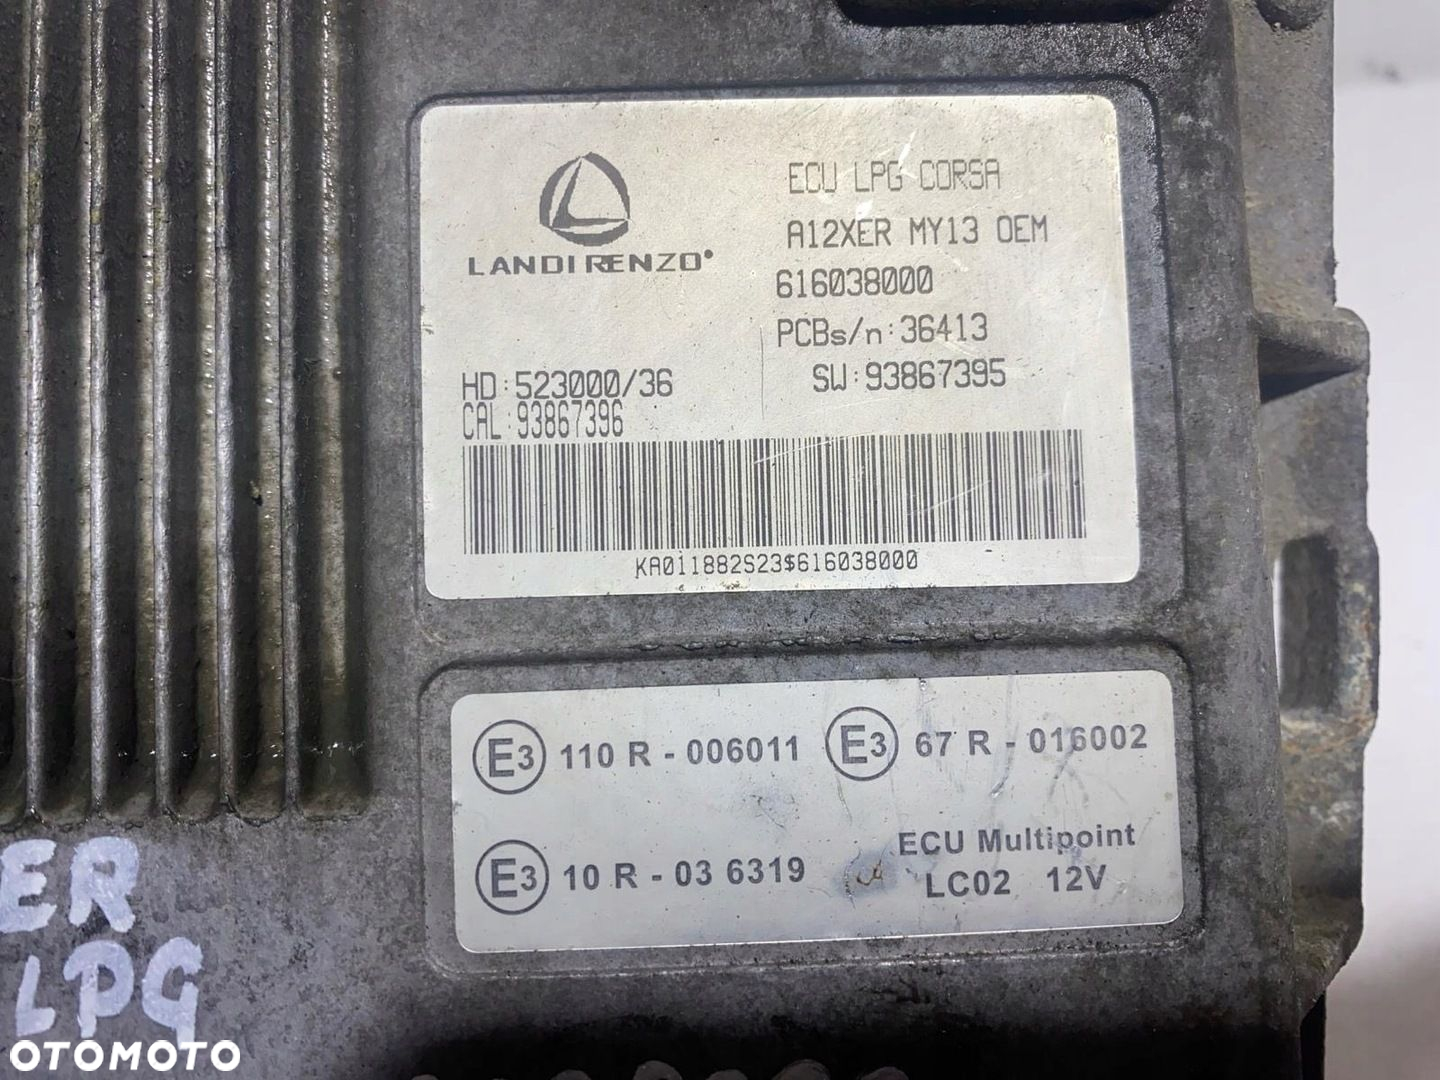 LANDIRENZO
ECU LPG CORSA
A12XER MY13 OEM
616038000
PCBs/n:36413
HD:523000/36
SW:93867395
CAL:93867396
KA011882S23$616038000
E3 110 R - 006011
E3 67 R - 016002
E3 10 R - 03 6319
ECU Multipoint
LC02 12V
ER
LPG
OTOMOTO